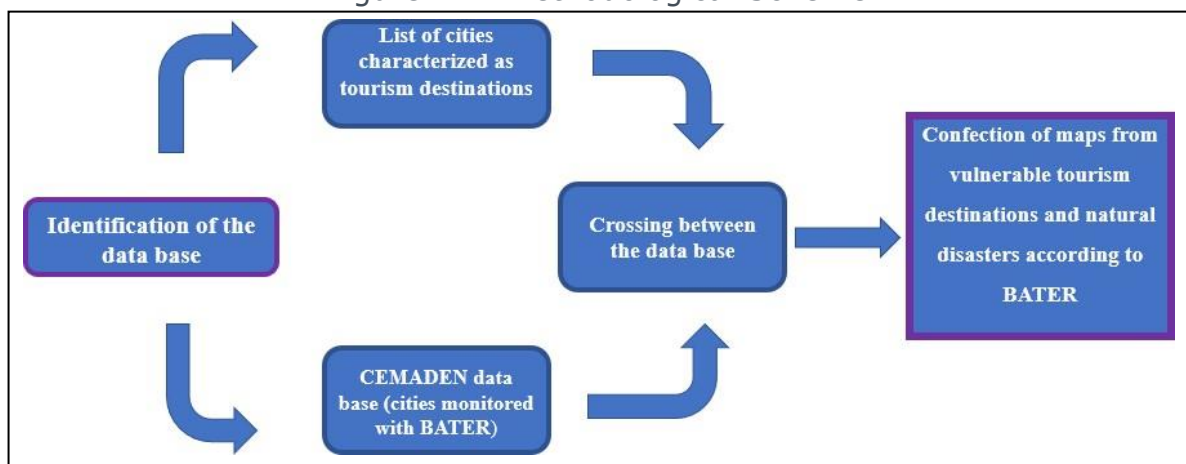 List of cities
characterized as
tourism destinations
Identification of the
data base
CEMADEN data
base (cities monitored
with BATER)
Crossing between
the data base
Confection of maps from
vulnerable tourism
destinations and natural
disasters according to
BATER